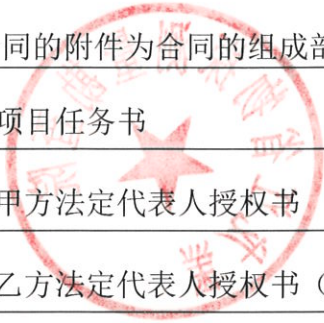 同的附件为合同的组成部
项目任务书
甲方法定代表人授权书
乙方法定代表人授权书（